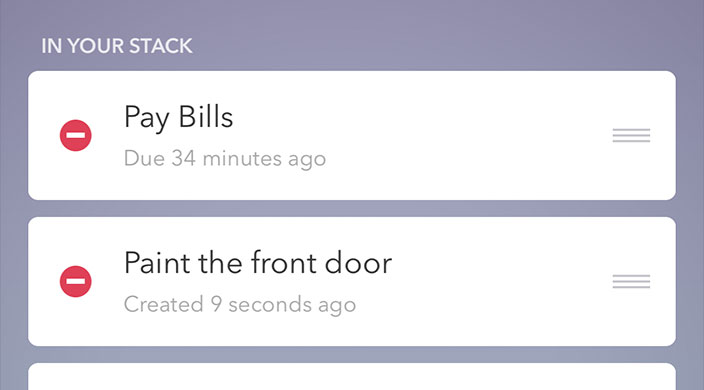 IN YOUR STACK
Pay Bills
Due 34 minutes ago
Paint the front door
Created 9 seconds ago